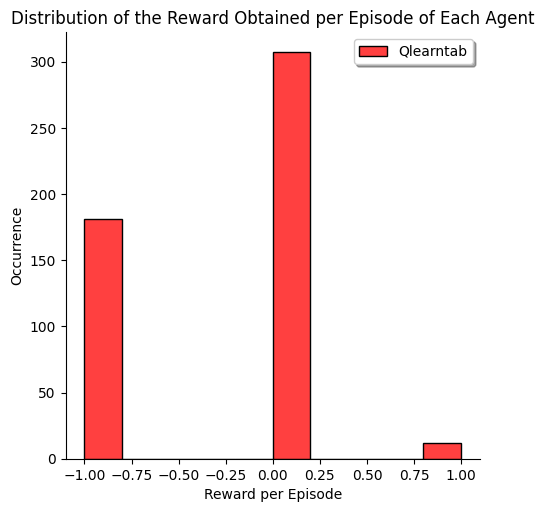 Distribution of the Reward Obtained per Episode of Each Agent
Qlearntab
300
250
200
150
100
50
0
Occurrence
−1.00 −0.75 −0.50 −0.25 0.00 0.25 0.50 0.75 1.00
Reward per Episode